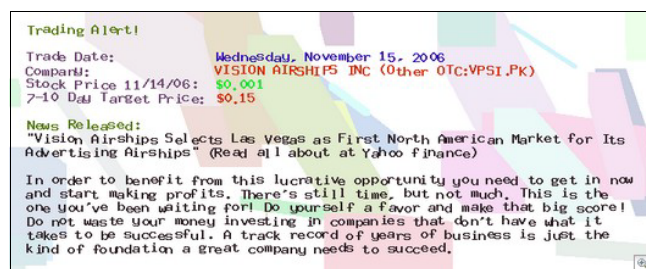 Trading Alert!
Trade Date: Wednesday, November 15, 2006
Company: VISION AIRSHIPS INC (Other OTC:VPSI.PK)
Stock Price 11/14/06: $0.001
7-10 Day Target Price: $0.15
News Released:
"Vision Airships Selects Las Vegas as First North American Market for Its
Advertising Airships" (Read all about at Yahoo finance)
In order to benefit from this lucrative opportunity you need to get in now
and start making profits. There's still time, but not much. This is the
one you've been waiting for! Do yourself a favor and make that big score!
Do not waste your money investing in companies that don't have what it
takes to be successful. A track record of years of business is just the
kind of foundation a great company needs to succeed.